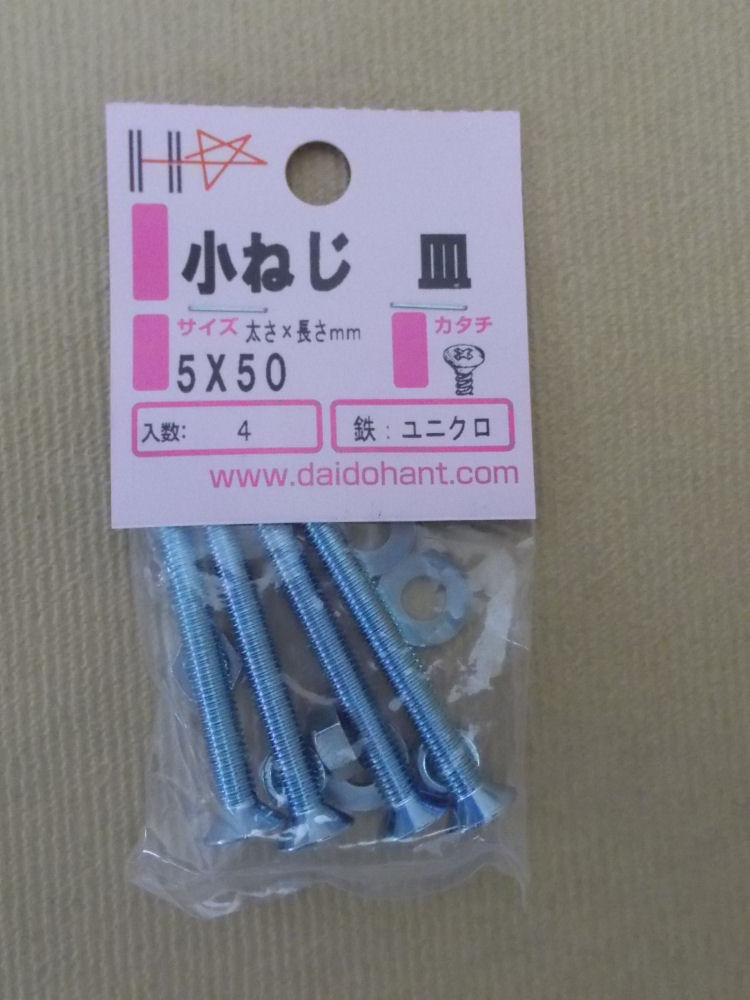 小ねじ 皿
サイズ 太さ×長さmm カタチ
5X50
入数: 4 鉄:ユニクロ
www.daidohant.com